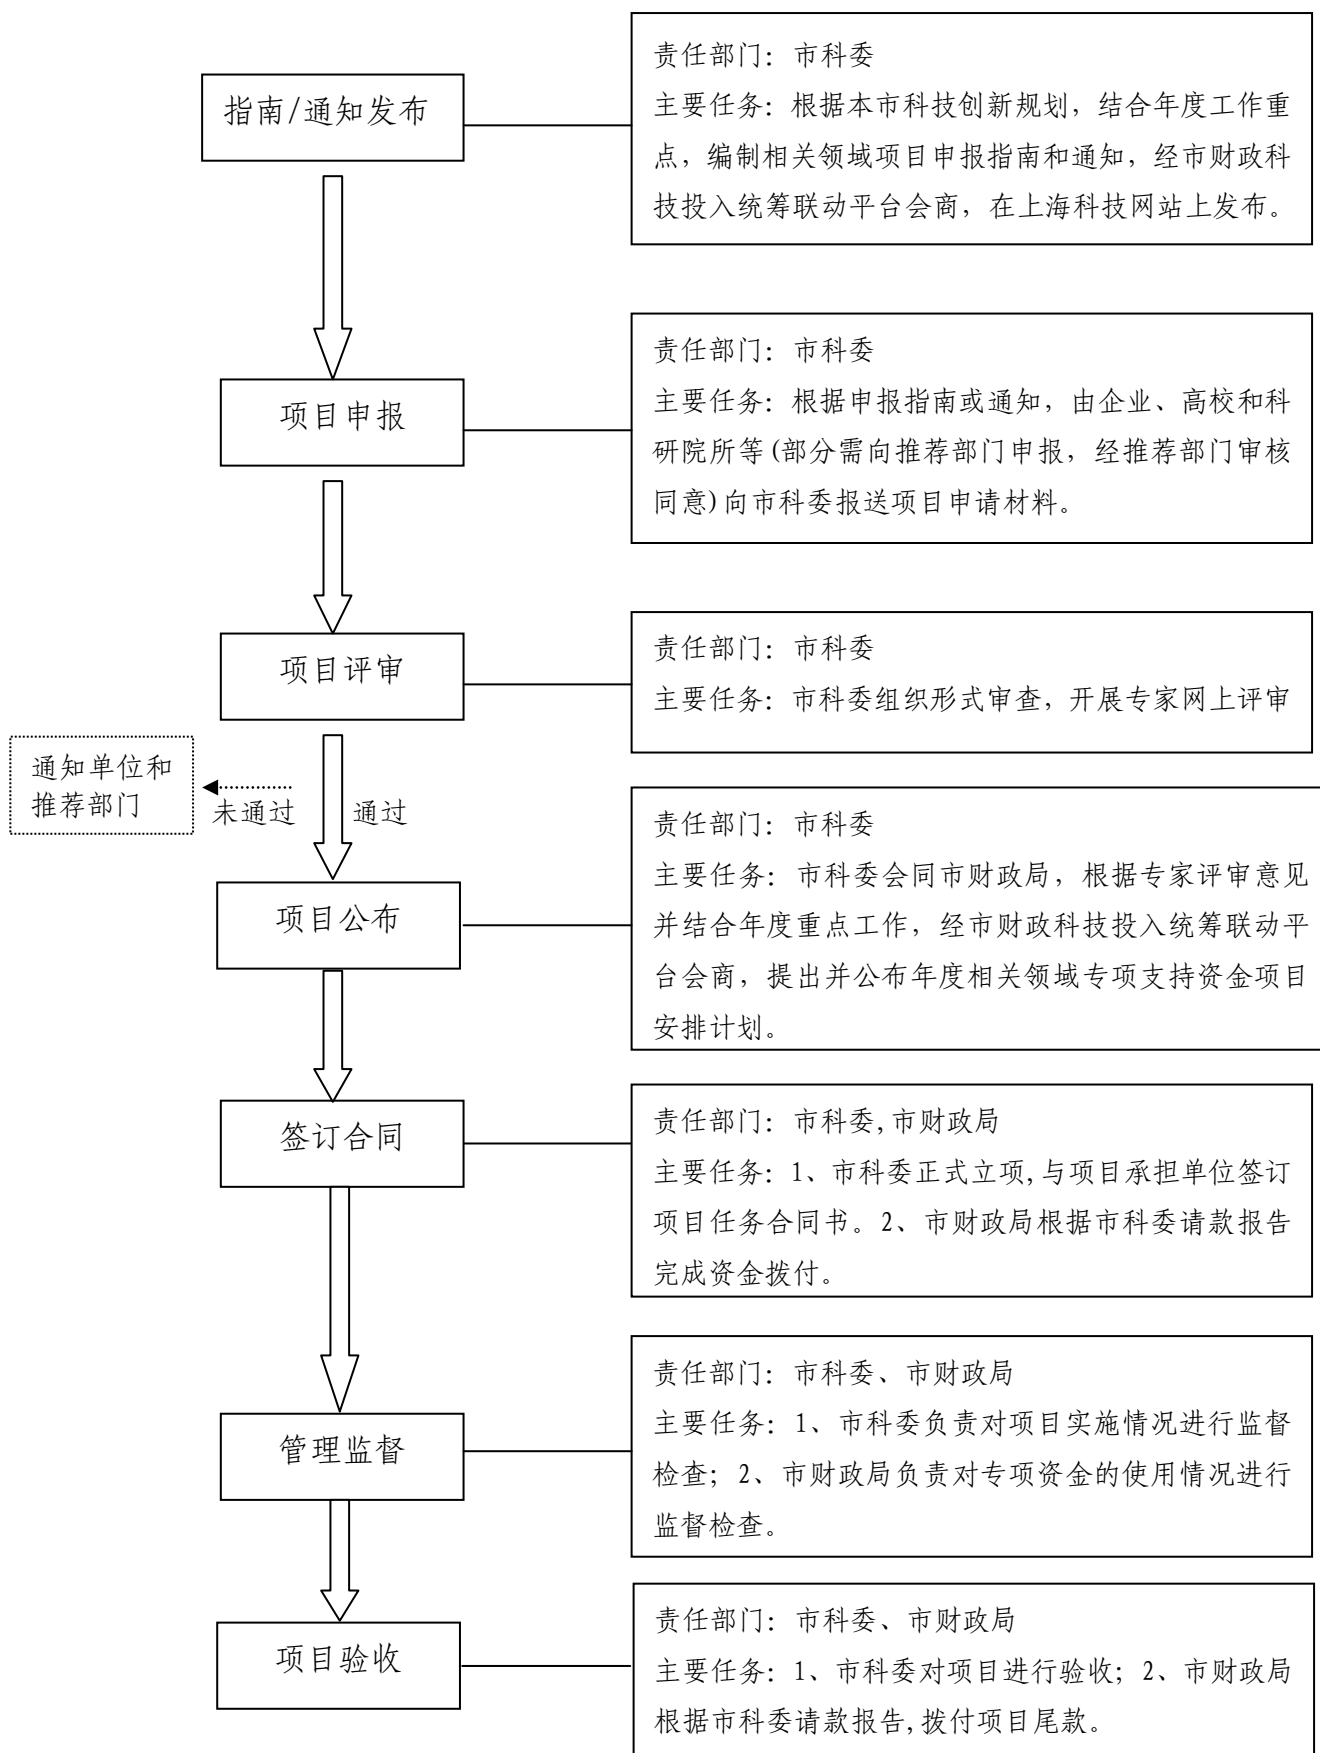 指南/通知发布
责任部门：市科委
主要任务：根据本市科技创新规划，结合年度工作重
点，编制相关领域项目申报指南和通知，经市财政科
技投入统筹联动平台会商，在上海科技网站上发布。
项目申报
责任部门：市科委
主要任务：根据申报指南或通知，由企业、高校和科
研院所等(部分需向推荐部门申报，经推荐部门审核
同意)向市科委报送项目申请材料。
项目评审
责任部门：市科委
主要任务：市科委组织形式审查，开展专家网上评审
通知单位和
推荐部门
未通过
通过
项目公布
责任部门：市科委
主要任务：市科委会同市财政局，根据专家评审意见
并结合年度重点工作，经市财政科技投入统筹联动平
台会商，提出并公布年度相关领域专项支持资金项目
安排计划。
签订合同
责任部门：市科委,市财政局
主要任务：1、市科委正式立项,与项目承担单位签订
项目任务合同书。2、市财政局根据市科委请款报告
完成资金拨付。
管理监督
责任部门：市科委、市财政局
主要任务：1、市科委负责对项目实施情况进行监督
检查；2、市财政局负责对专项资金的使用情况进行
监督检查。
项目验收
责任部门：市科委、市财政局
主要任务：1、市科委对项目进行验收；2、市财政局
根据市科委请款报告,拨付项目尾款。